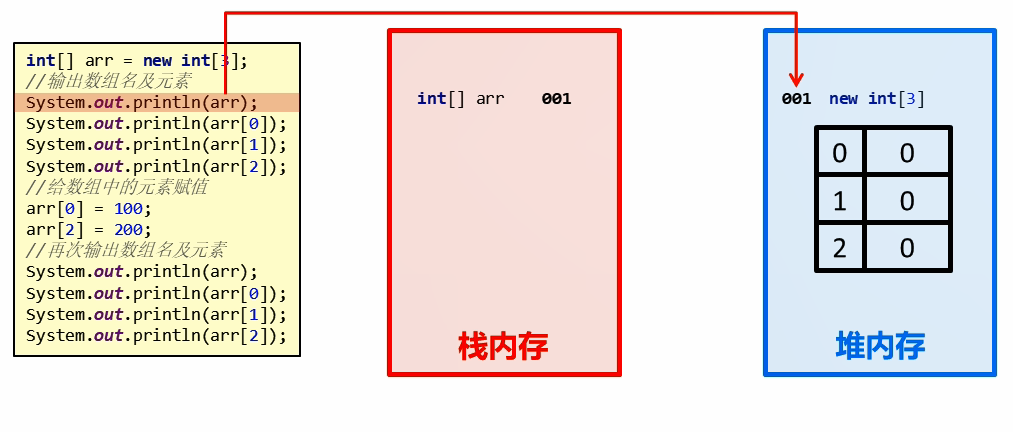 int[] arr = new int[3];
//输出数组名及元素
System.out.println(arr);
System.out.println(arr[0]);
System.out.println(arr[1]);
System.out.println(arr[2]);
//给数组中的元素赋值
arr[0] = 100;
arr[2] = 200;
//再次输出数组名及元素
System.out.println(arr);
System.out.println(arr[0]);
System.out.println(arr[1]);
System.out.println(arr[2]);
int[] arr 001
栈内存
001 new int[3]
0 0
1 0
2 0
堆内存